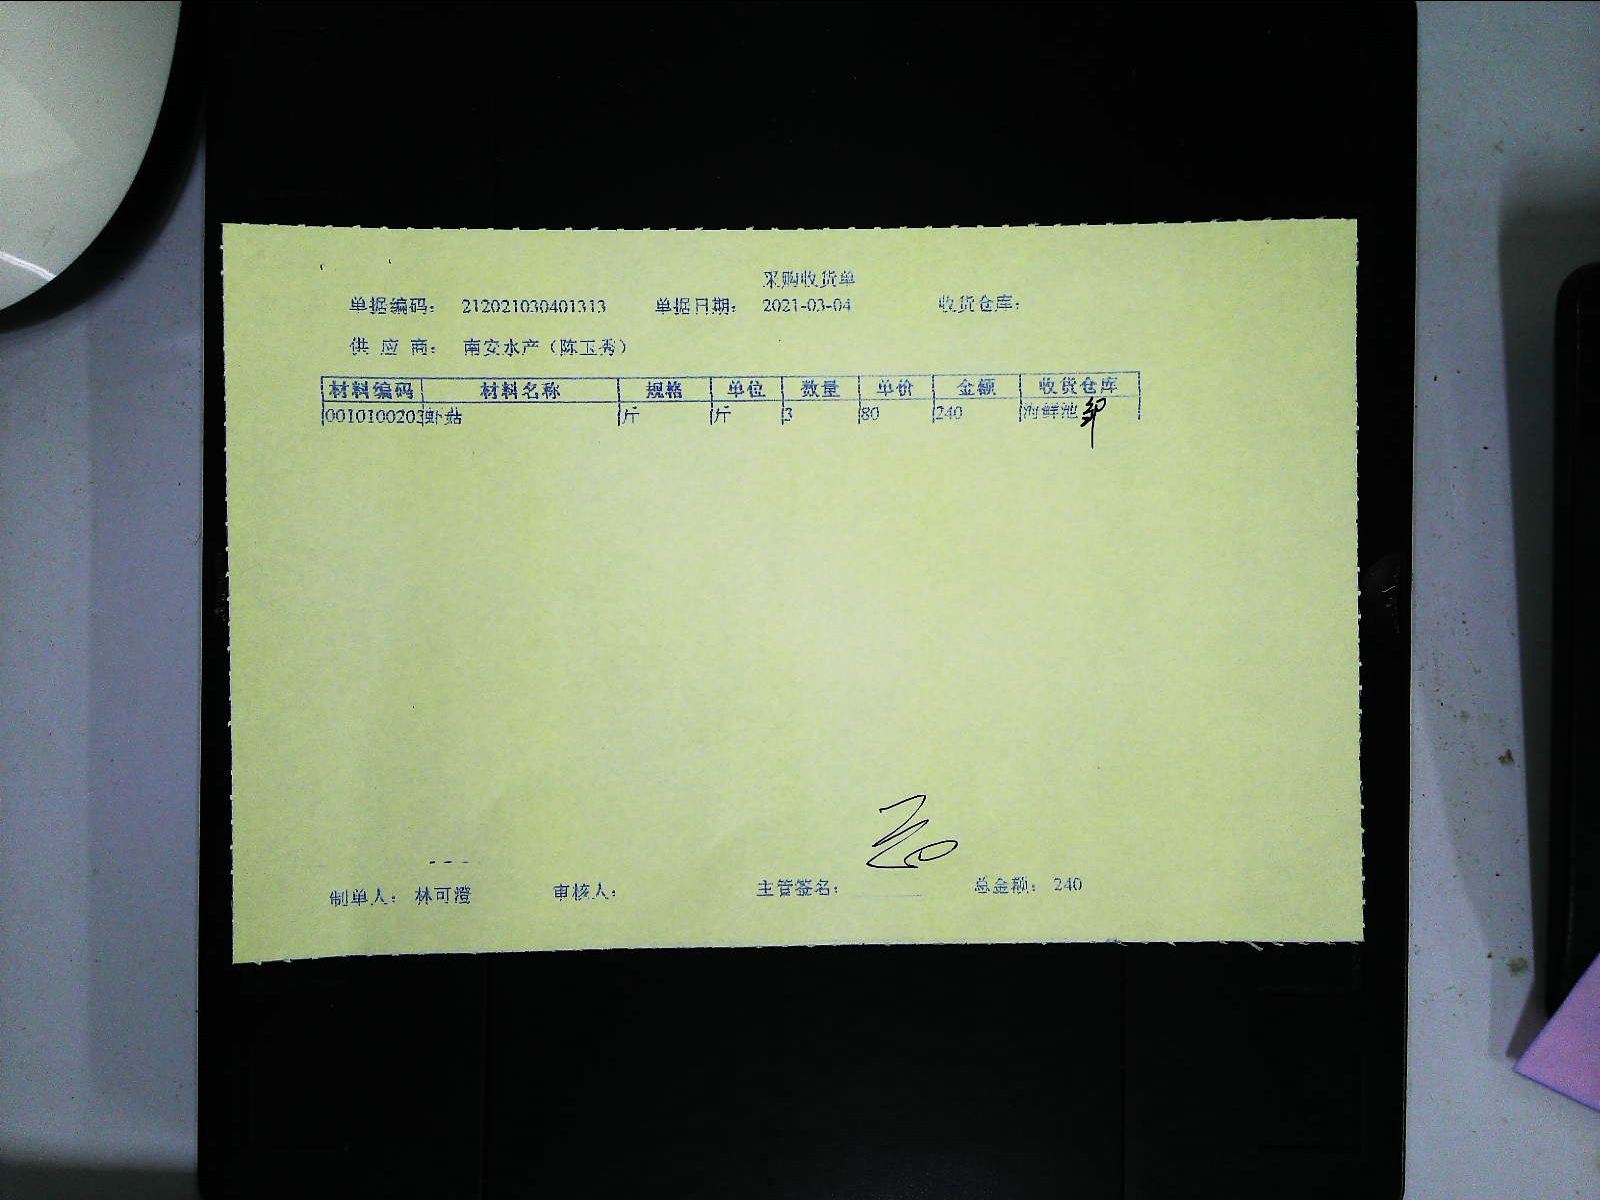 采购收货单
单据编码： 212021030401313 单据日期： 2021-03-04 收货仓库：
供 应 商： 南安水产（陈玉秀）
材料编码 材料名称 规格 单位 数量 单价 金额 收货仓库
0010100203 虾菇 斤 斤 3 80 240 海鲜池
制单人： 林可澄 审核人： 主管签名： 总金额： 240